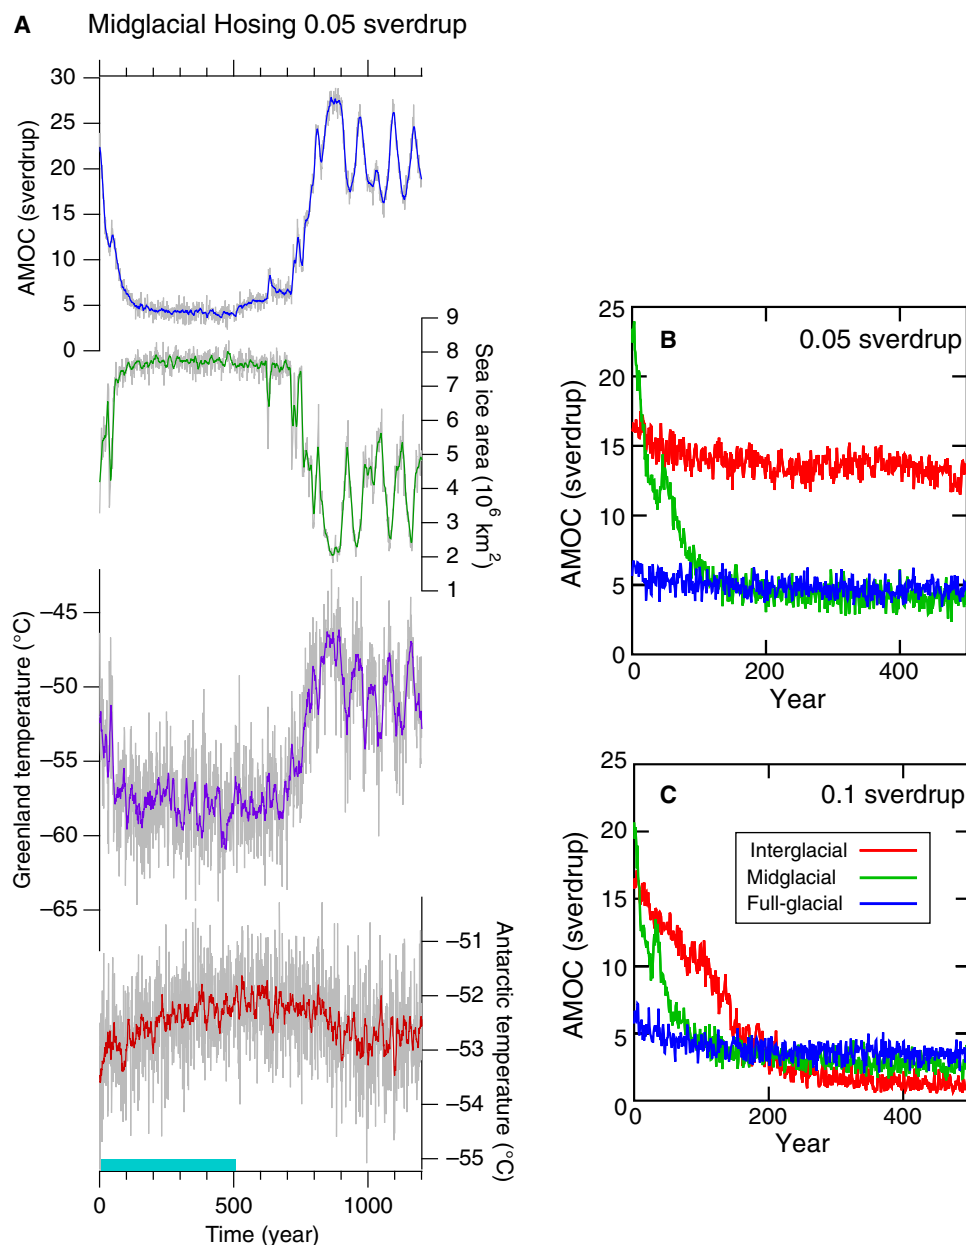 A Midglacial Hosing 0.05 sverdrup
30
25
20
15
10
5
0
AMOC (sverdrup)
9
8
7
6
5
4
3
2
1
Sea ice area (10⁶ km²)
−45
−50
−55
−60
−65
Greenland temperature (°C)
−51
−52
−53
−54
−55
Antarctic temperature (°C)
0 500 1000
Time (year)
B 0.05 sverdrup
25
20
15
10
5
0
AMOC (sverdrup)
0 200 400
Year
C 0.1 sverdrup
25
20
15
10
5
0
AMOC (sverdrup)
Interglacial
Midglacial
Full-glacial
0 200 400
Year